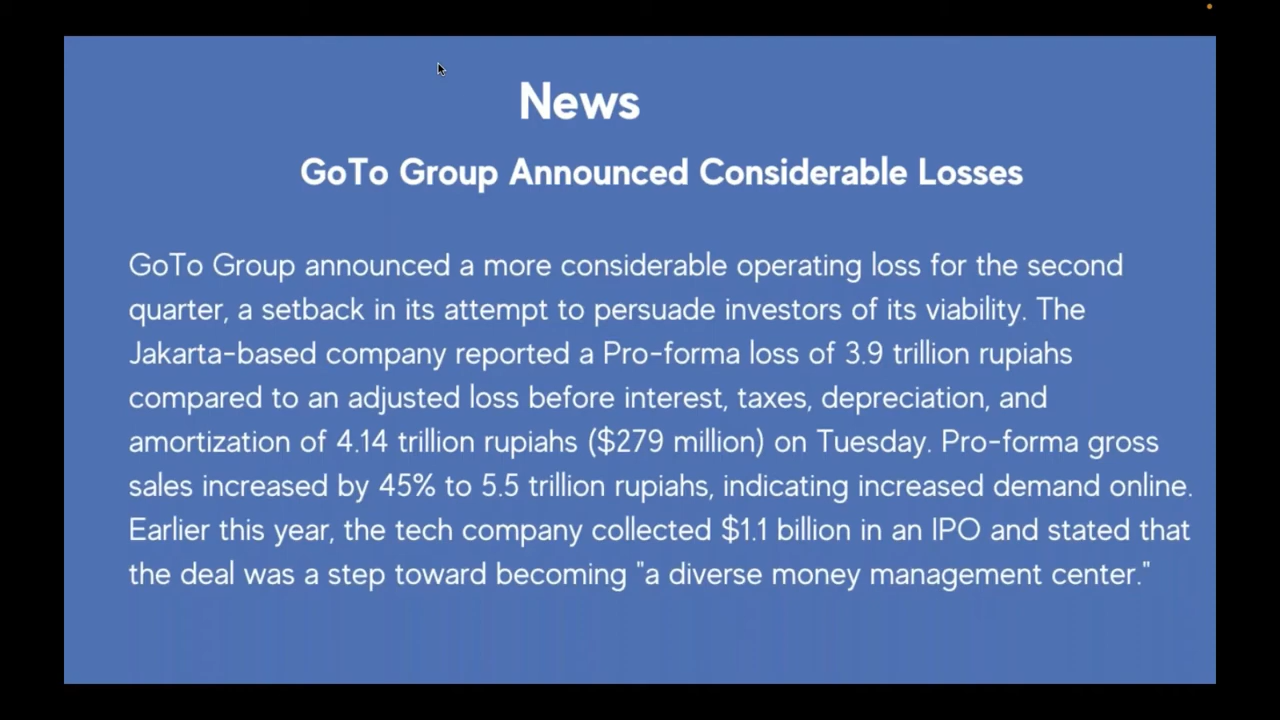 News
GoTo Group Announced Considerable Losses
GoTo Group announced a more considerable operating loss for the second
quarter, a setback in its attempt to persuade investors of its viability. The
Jakarta-based company reported a Pro-forma loss of 3.9 trillion rupiahs
compared to an adjusted loss before interest, taxes, depreciation, and
amortization of 4.14 trillion rupiahs ($279 million) on Tuesday. Pro-forma gross
sales increased by 45% to 5.5 trillion rupiahs, indicating increased demand online.
Earlier this year, the tech company collected $1.1 billion in an IPO and stated that
the deal was a step toward becoming "a diverse money management center."